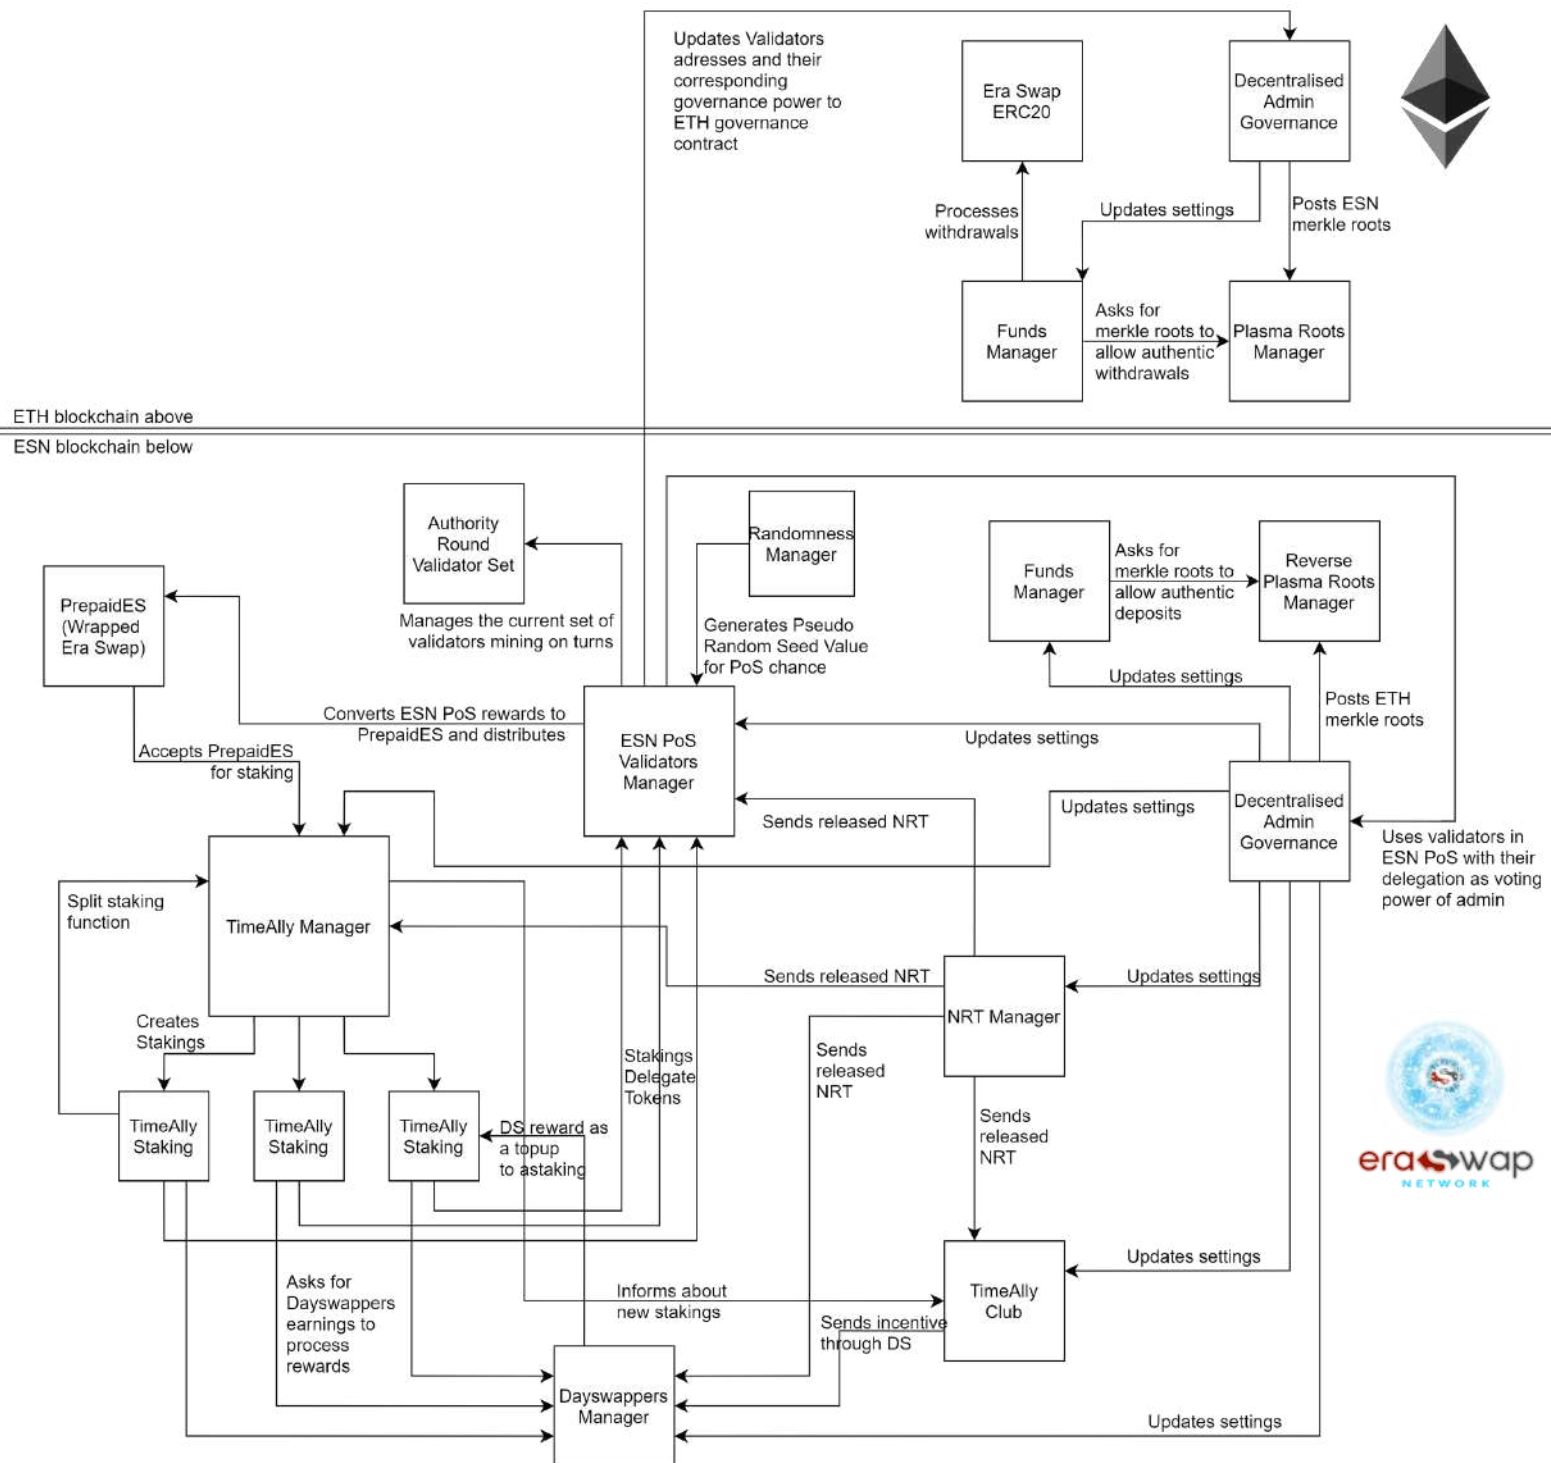 Updates Validators
adresses and their
corresponding
governance power to
ETH governance
contract
Era Swap
ERC20
Decentralised
Admin
Governance
Processes
withdrawals
Updates settings
Posts ESN
merkle roots
Funds
Manager
Asks for
merkle roots to
allow authentic
withdrawals
Plasma Roots
Manager
ETH blockchain above
ESN blockchain below
Authority
Round
Validator Set
Randomness
Manager
Funds
Manager
Asks for
merkle roots to
allow authentic
deposits
Reverse
Plasma Roots
Manager
PrepaidES
(Wrapped
Era Swap)
Manages the current set of
validators mining on turns
Generates Pseudo
Random Seed Value
for PoS chance
Updates settings
Posts ETH
merkle roots
Converts ESN PoS rewards to
PrepaidES and distributes
ESN PoS
Validators
Manager
Updates settings
Accepts PrepaidES
for staking
Sends released NRT
Updates settings
Decentralised
Admin
Governance
Uses validators in
ESN PoS with their
delegation as voting
power of admin
Split staking
function
TimeAlly Manager
Sends released NRT
Updates settings
NRT Manager
Creates
Stakings
Stakings
Delegate
Tokens
Sends
released
NRT
TimeAlly
Staking
TimeAlly
Staking
TimeAlly
Staking
DS reward as
a topup
to astaking
Sends
released
NRT
eraswap
NETWORK
Updates settings
Asks for
Dayswappers
earnings to
process
rewards
Informs about
new stakings
TimeAlly
Club
Sends incentive
through DS
Dayswappers
Manager
Updates settings